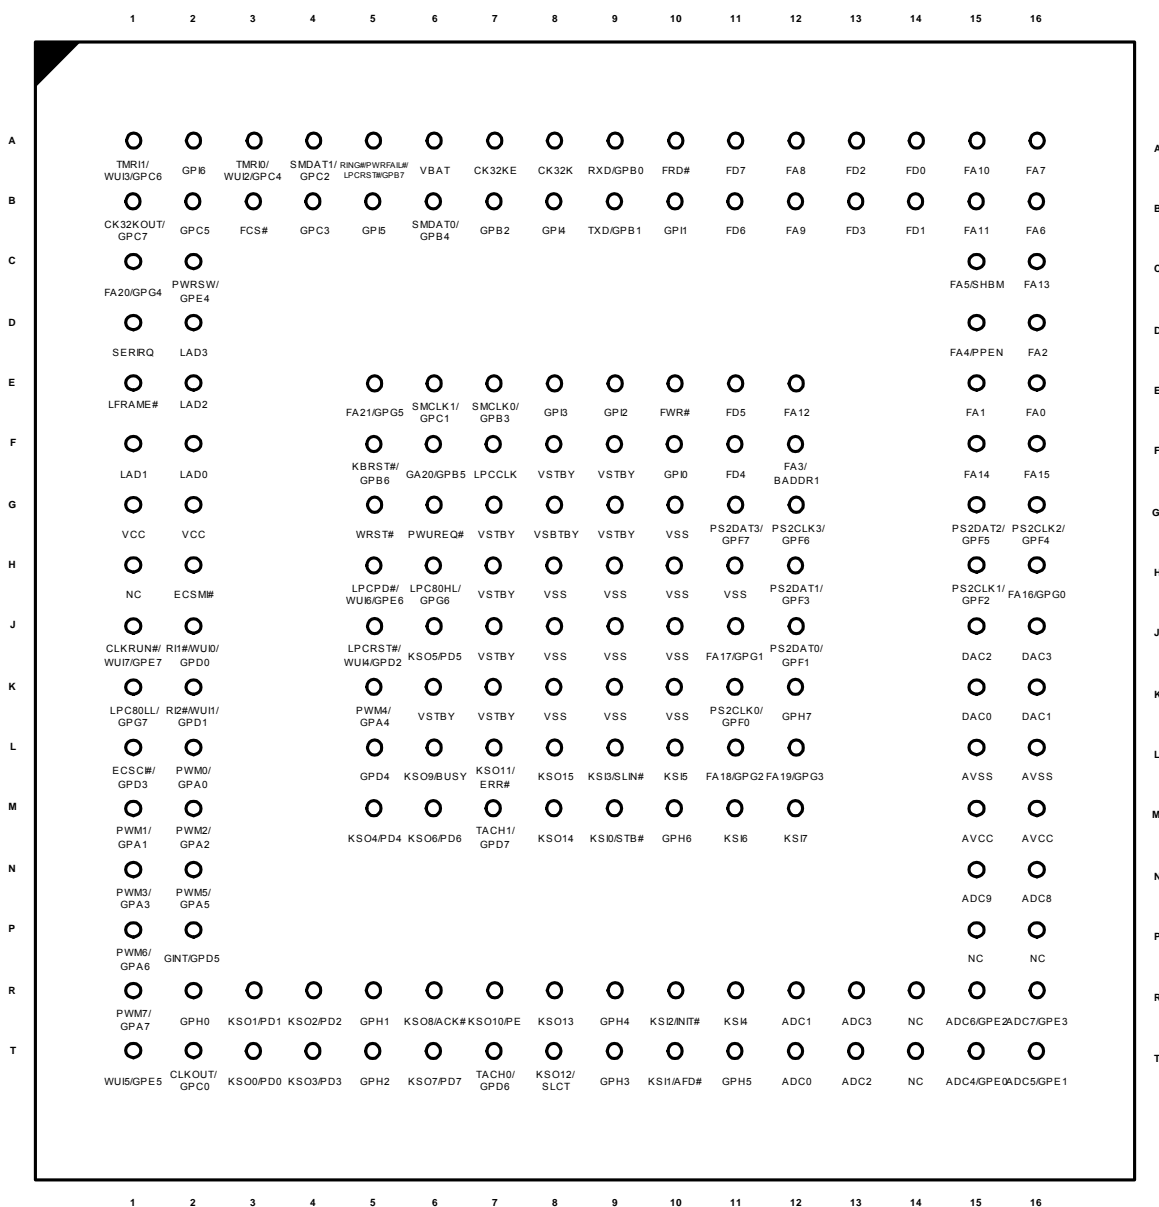 1 2 3 4 5 6 7 8 9 10 11 12 13 14 15 16
A A
TMRI1/ TMRI0/ SMDAT1/ RING#/PWRFAIL#/
WUI3/GPC6 GPI6 WUI2/GPC4 GPC2 LPCRST#/GPB7 VBAT CK32KE CK32K RXD/GPB0 FRD# FD7 FA8 FD2 FD0 FA10 FA7
B B
CK32KOUT/ SMDAT0/
GPC7 GPC5 FCS# GPC3 GPI5 GPB4 GPB2 GPI4 TXD/GPB1 GPI1 FD6 FA9 FD3 FD1 FA11 FA6
C C
FA20/GPG4 PWRSW/ FA5/SHBM FA13
GPE4
D D
SERIRQ LAD3 FA4/PPEN FA2
E E
LFRAME# LAD2 FA21/GPG5 SMCLK1/ SMCLK0/ GPI3 GPI2 FWR# FD5 FA12 FA1 FA0
GPC1 GPB3
F F
KBRST#/ FA3/
LAD1 LAD0 GPB6 GA20/GPB5 LPCCLK VSTBY VSTBY GPI0 FD4 BADDR1 FA14 FA15
G G
VCC VCC WRST# PWUREQ# VSTBY VSBTBY VSTBY VSS PS2DAT3/ PS2CLK3/ PS2DAT2/ PS2CLK2/
GPF7 GPF6 GPF5 GPF4
H H
NC ECSMI# LPCPD#/ LPC80HL/ VSTBY VSS VSS VSS VSS PS2DAT1/ PS2CLK1/ FA16/GPG0
WUI6/GPE6 GPG6 GPF3 GPF2
J J
CLKRUN#/ RI1#/WUI0/ LPCRST#/ KSO5/PD5 VSTBY VSS VSS VSS FA17/GPG1 PS2DAT0/ DAC2 DAC3
WUI7/GPE7 GPD0 WUI4/GPD2 GPF1
K K
LPC80LL/ RI2#/WUI1/ PWM4/ VSTBY VSTBY VSS VSS VSS PS2CLK0/ GPH7 DAC0 DAC1
GPG7 GPD1 GPA4 GPF0
L L
ECSCI#/ PWM0/ GPD4 KSO9/BUSY KSO11/ KSO15 KSI3/SLIN# KSI5 FA18/GPG2 FA19/GPG3 AVSS AVSS
GPD3 GPA0 ERR#
M M
PWM1/ PWM2/ KSO4/PD4 KSO6/PD6 TACH1/ KSO14 KSI0/STB# GPH6 KSI6 KSI7 AVCC AVCC
GPA1 GPA2 GPD7
N N
PWM3/ PWM5/ ADC9 ADC8
GPA3 GPA5
P P
PWM6/ GINT/GPD5 NC NC
GPA6
R R
PWM7/ GPH0 KSO1/PD1 KSO2/PD2 GPH1 KSO8/ACK# KSO10/PE KSO13 GPH4 KSI2/INIT# KSI4 ADC1 ADC3 NC ADC6/GPE2 ADC7/GPE3
GPA7
T T
WUI5/GPE5 CLKOUT/ KSO0/PD0 KSO3/PD3 GPH2 KSO7/PD7 TACH0/ KSO12/ GPH3 KSI1/AFD# GPH5 ADC0 ADC2 NC ADC4/GPE0 ADC5/GPE1
GPC0 GPD6 SLCT
1 2 3 4 5 6 7 8 9 10 11 12 13 14 15 16